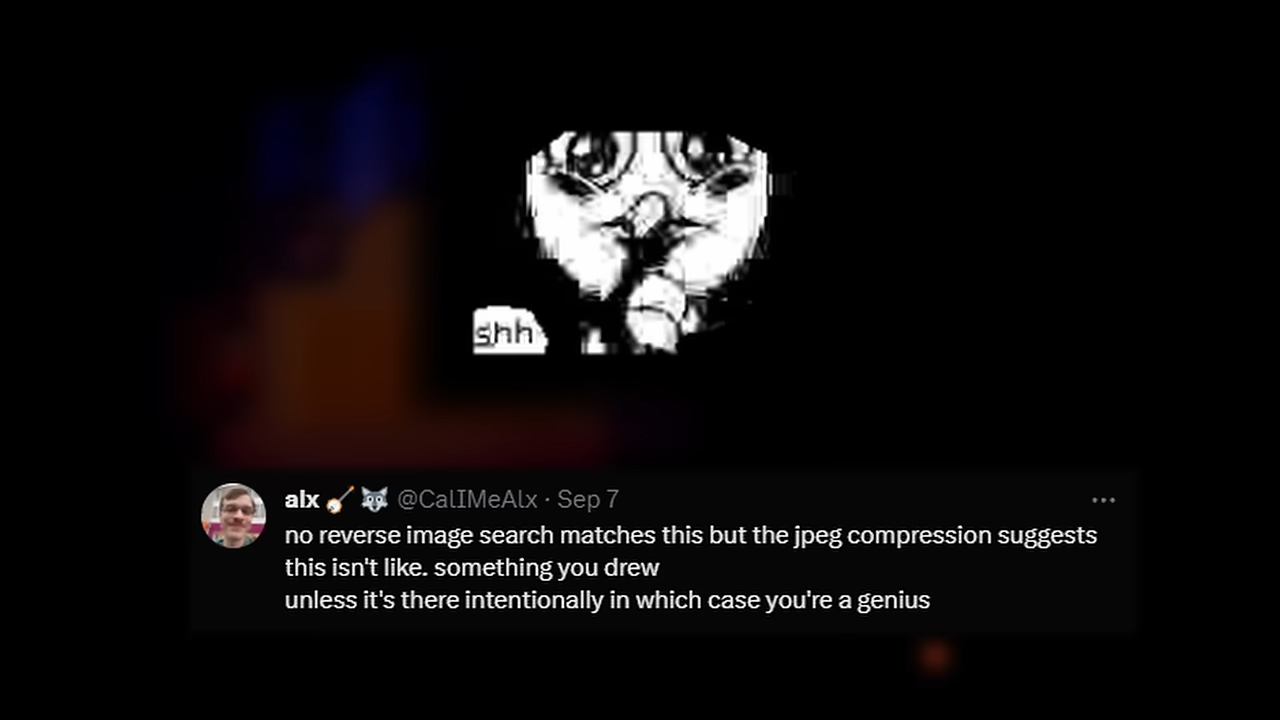 shh
alx 🪕🐺 @CalIMeAlx · Sep 7
no reverse image search matches this but the jpeg compression suggests
this isn't like. something you drew
unless it's there intentionally in which case you're a genius